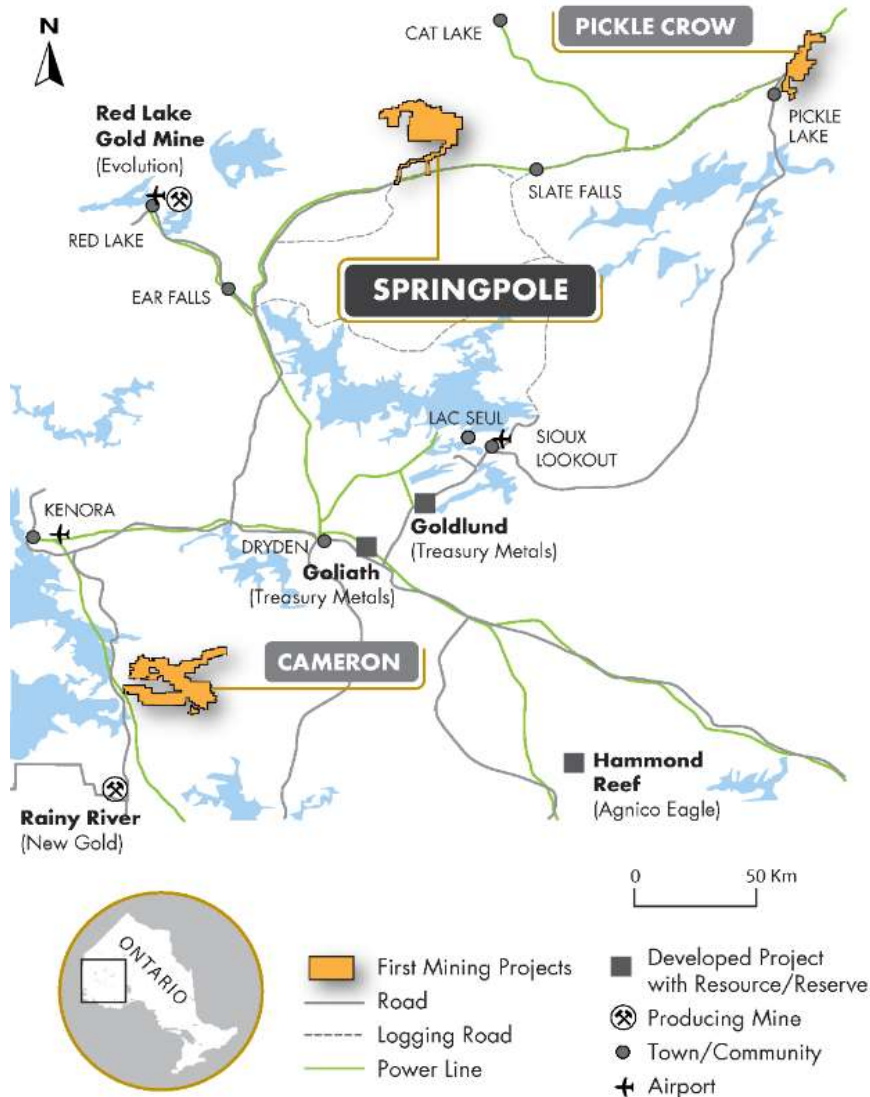 N
CAT LAKE
PICKLE CROW
PICKLE
LAKE
Red Lake
Gold Mine
(Evolution)
RED LAKE
SLATE FALLS
EAR FALLS
SPRINGPOLE
LAC SEUL
SIOUX
LOOKOUT
KENORA
DRYDEN
Goldlund
(Treasury Metals)
Goliath
(Treasury Metals)
CAMERON
Hammond
Reef
(Agnico Eagle)
Rainy River
(New Gold)
0 50 Km
ONTARIO
First Mining Projects
Road
Logging Road
Power Line
Developed Project
with Resource/Reserve
Producing Mine
Town/Community
Airport